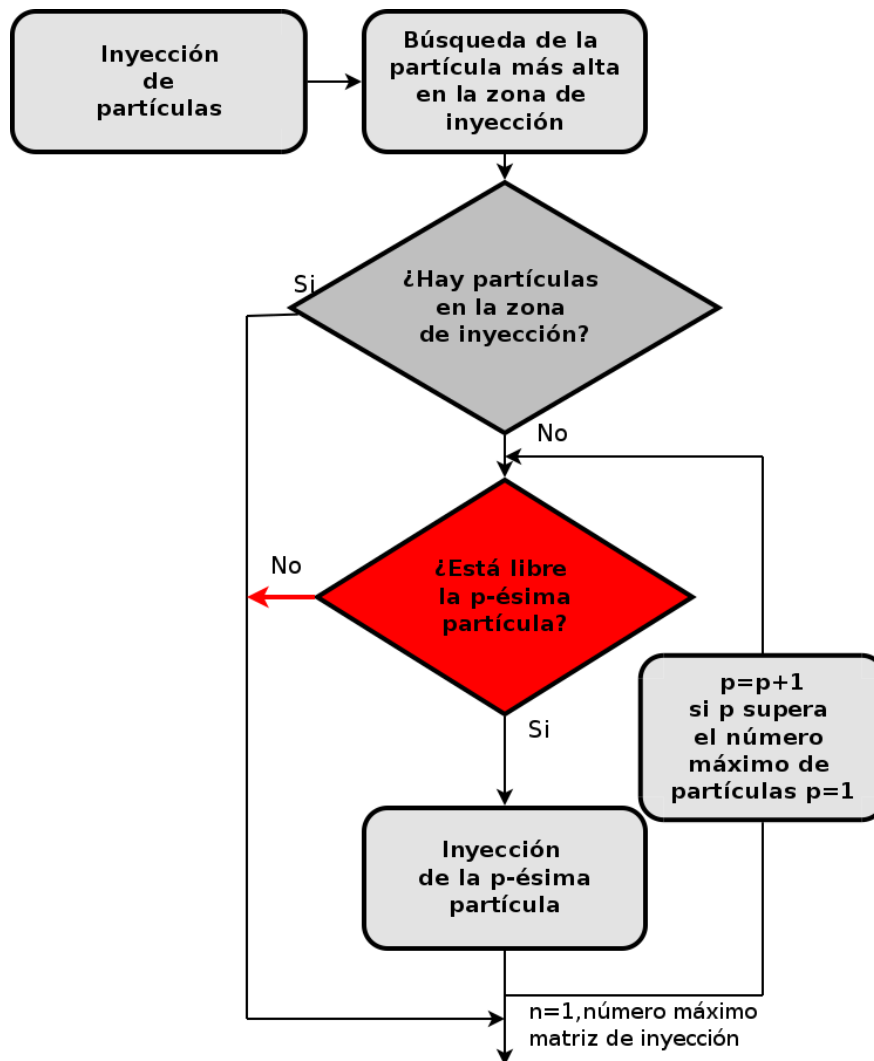 Inyección
de
partículas
Búsqueda de la
partícula más alta
en la zona de
inyección
Si
¿Hay partículas
en la zona
de inyección?
No
No
¿Está libre
la p-ésima
partícula?
Si
p=p+1
si p supera
el número
máximo de
partículas p=1
Inyección
de la p-ésima
partícula
n=1,número máximo
matriz de inyección